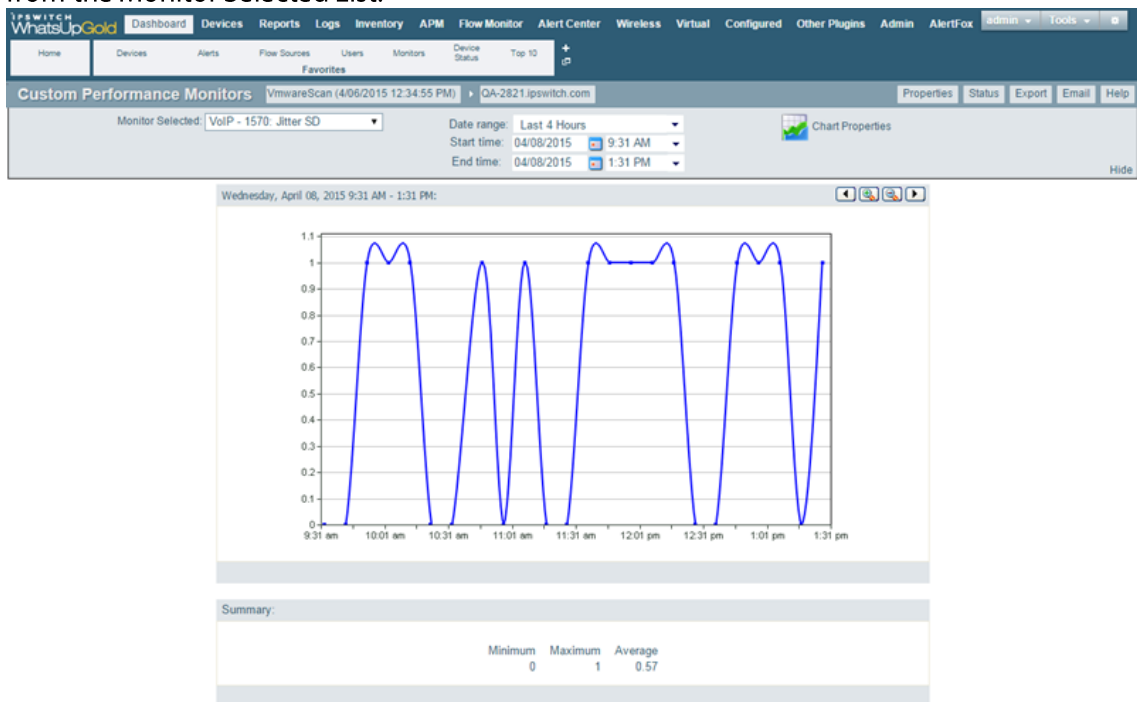 from the Monitor Selected List.
IPSWITCH
WhatsUpGold Dashboard Devices Reports Logs Inventory APM Flow Monitor Alert Center Wireless Virtual Configured Other Plugins Admin AlertFox admin Tools
Home Devices Alerts Flow Sources Users Monitors Device Status Top 10 +
Favorites
Custom Performance Monitors VmwareScan (4/06/2015 12:34:55 PM) QA-2821.ipswitch.com Properties Status Export Email Help
Monitor Selected: VoIP - 1570: Jitter SD Date range: Last 4 Hours Chart Properties
Start time: 04/08/2015 9:31 AM
End time: 04/08/2015 1:31 PM
Hide
Wednesday, April 08, 2015 9:31 AM - 1:31 PM:
1.1
1
0.9
0.8
0.7
0.6
0.5
0.4
0.3
0.2
0.1
0
9:31 am 10:01 am 10:31 am 11:01 am 11:31 am 12:01 pm 12:31 pm 1:01 pm 1:31 pm
Summary:
Minimum Maximum Average
0 1 0.57